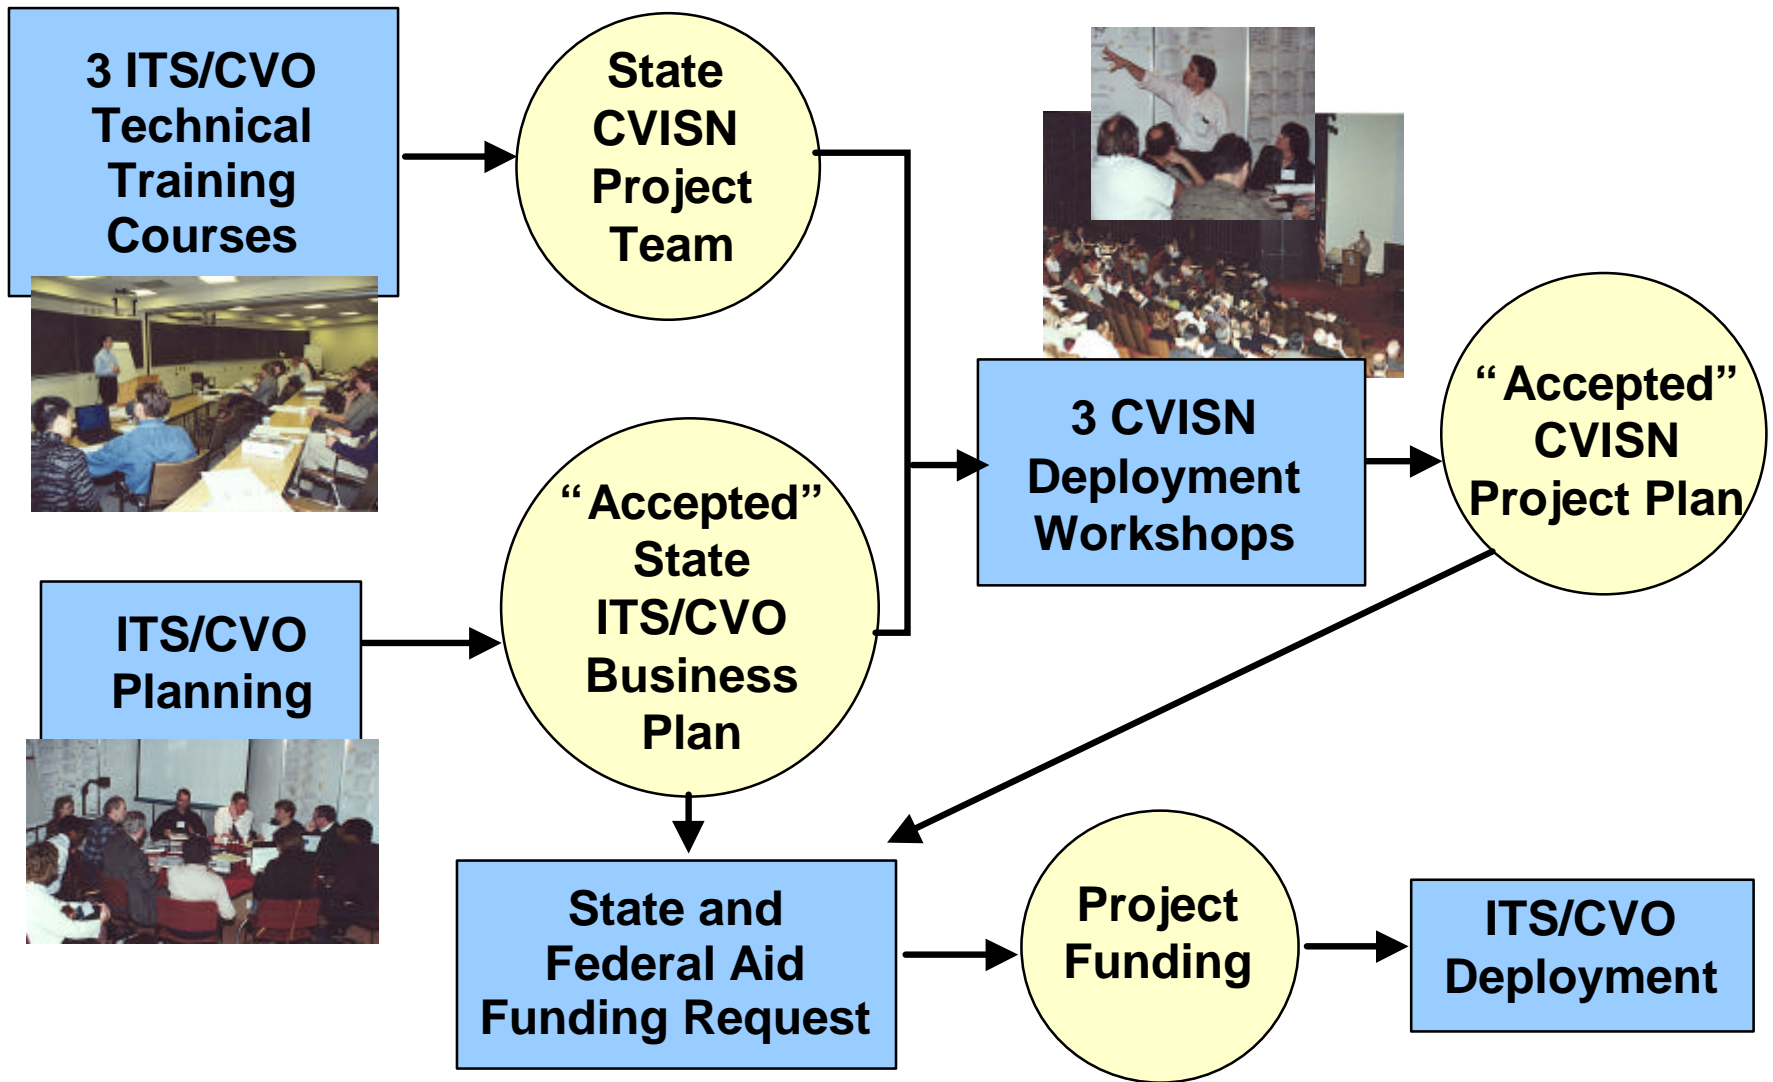 3 ITS/CVO
Technical
Training
Courses
State
CVISN
Project
Team
“Accepted”
State
ITS/CVO
Business
Plan
ITS/CVO
Planning
3 CVISN
Deployment
Workshops
“Accepted”
CVISN
Project Plan
State and
Federal Aid
Funding Request
Project
Funding
ITS/CVO
Deployment